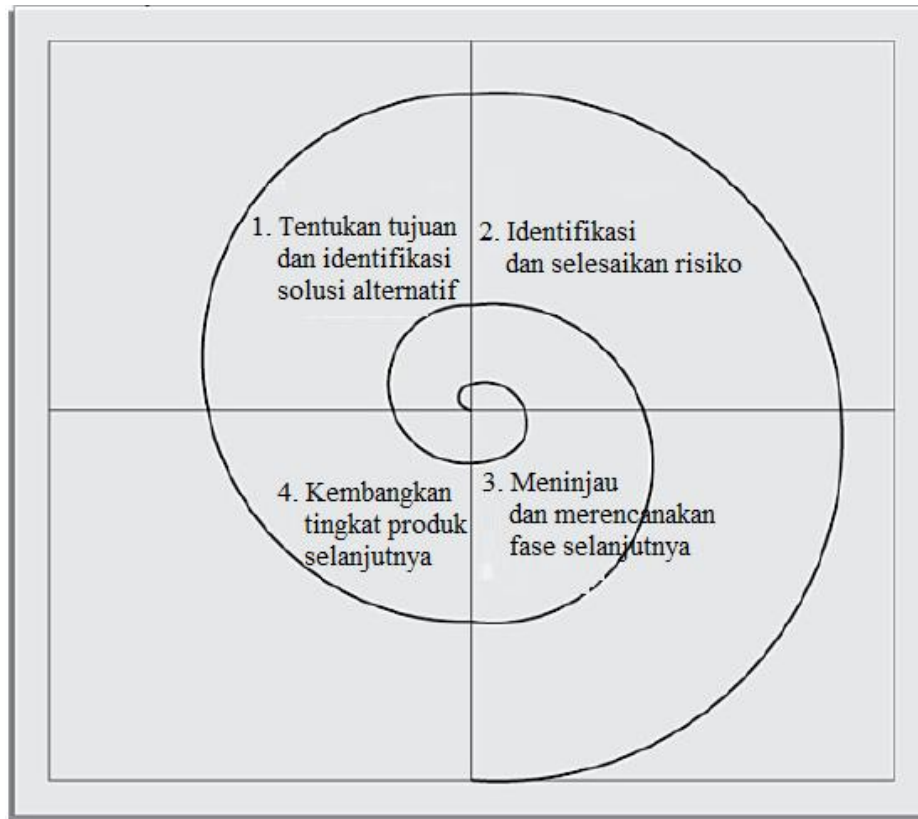 1. Tentukan tujuan
dan identifikasi
solusi alternatif
2. Identifikasi
dan selesaikan risiko
3. Meninjau
dan merencanakan
fase selanjutnya
4. Kembangkan
tingkat produk
selanjutnya